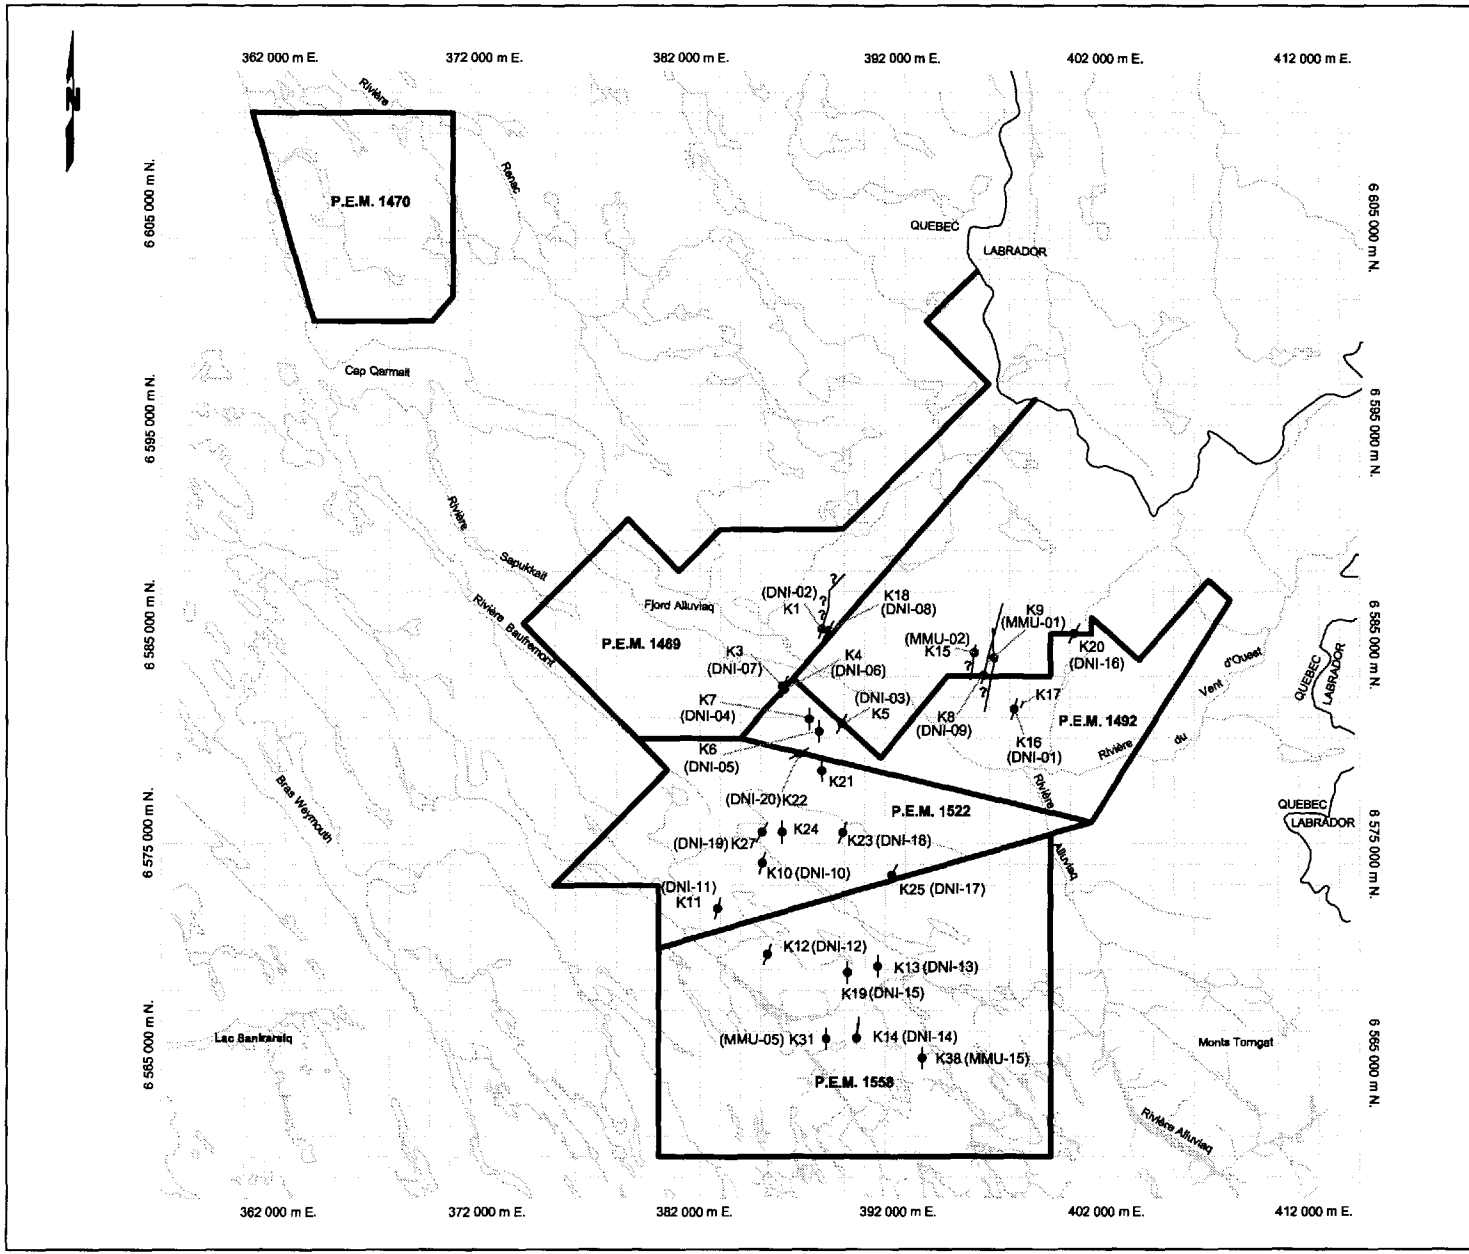 362 000 m E.
372 000 m E.
382 000 m E.
392 000 m E.
402 000 m E.
412 000 m E.
N
Rivière
Renac
P.E.M. 1470
6 605 000 m N.
6 605 000 m N.
QUEBEC
LABRADOR
Cap Qarmait
6 595 000 m N.
6 595 000 m N.
Rivière
Sapukkait
Rivière Baufremont
Fjord Alluviaq
P.E.M. 1469
(DNI-02)
K1
?
?
?
K18
(DNI-08)
K9
(MMU-01)
(MMU-02)
K15
?
?
K20
(DNI-16)
6 585 000 m N.
6 585 000 m N.
d'Ouest
Vent
du
Rivière
QUEBEC
LABRADOR
K3
(DNI-07)
K4
(DNI-06)
(DNI-03)
K5
K7
(DNI-04)
K6
(DNI-05)
K8
(DNI-09)
K17
P.E.M. 1492
K16
(DNI-01)
K21
(DNI-20) K22
P.E.M. 1522
Rivière
Alluviaq
Bras Weymouth
QUEBEC
LABRADOR
6 575 000 m N.
6 575 000 m N.
(DNI-19) K27
K24
K23 (DNI-18)
K10 (DNI-10)
K25 (DNI-17)
(DNI-11)
K11
K12 (DNI-12)
K13 (DNI-13)
K19 (DNI-15)
(MMU-05) K31
K14 (DNI-14)
K38 (MMU-15)
P.E.M. 1558
Monts Torngat
Rivière Alluviaq
6 585 000 m N.
6 565 000 m N.
362 000 m E.
372 000 m E.
382 000 m E.
392 000 m E.
402 000 m E.
412 000 m E.